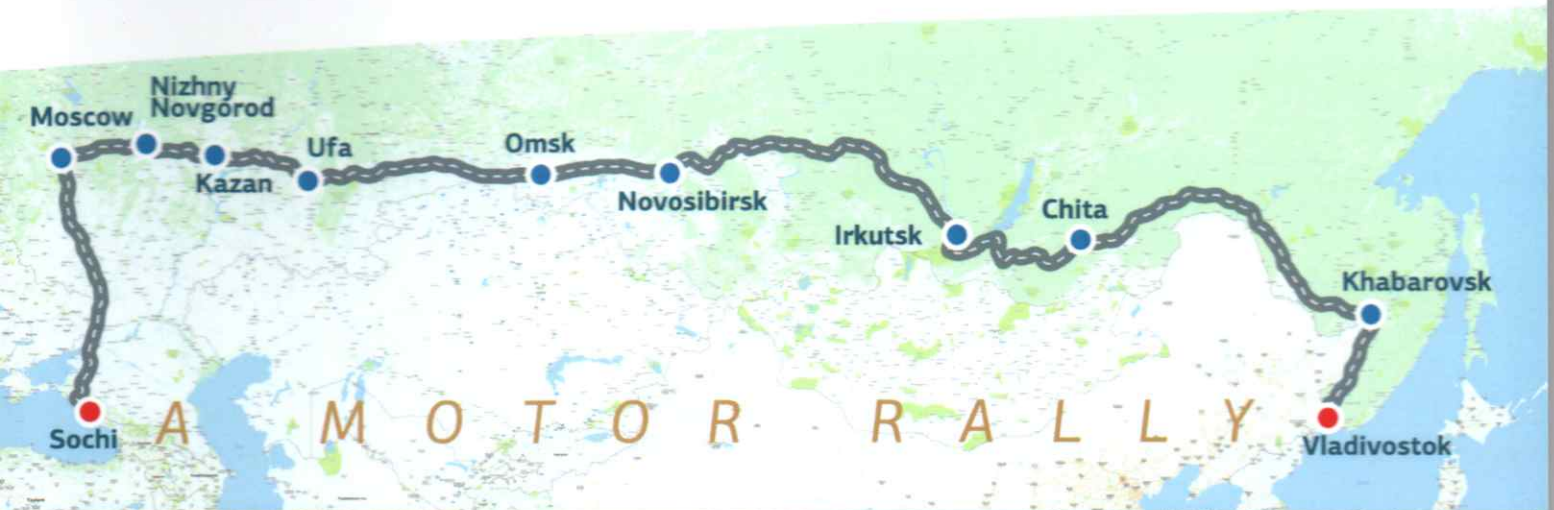 Nizhny
Novgorod
Moscow
Ufa
Omsk
Kazan
Novosibirsk
Irkutsk
Chita
Khabarovsk
Sochi
A MOTOR RALLY
Vladivostok